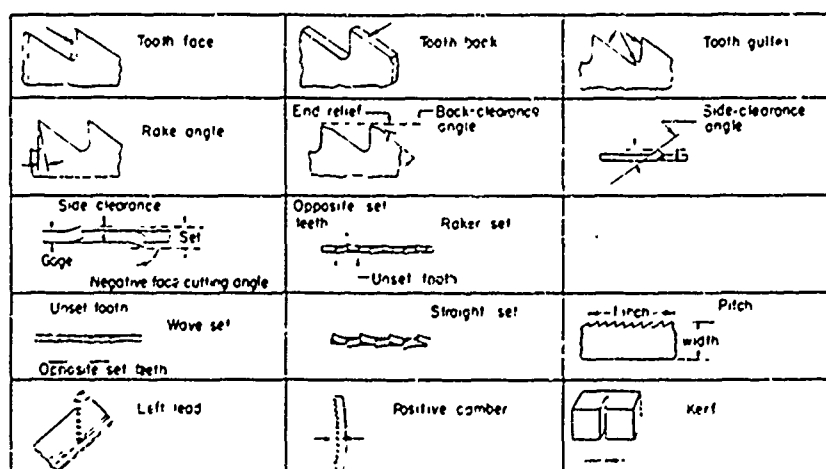 Tooth face
Tooth back
Tooth gullet
Rake angle
End relief
Back-clearance
angle
Side-clearance
angle
Side clearance
Set
Gage
Negative face cutting angle
Opposite set
teeth
Raker set
Unset tooth
Unset tooth
Wave set
Opposite set teeth
Straight set
1 inch
Pitch
width
Left lead
Positive camber
Kerf